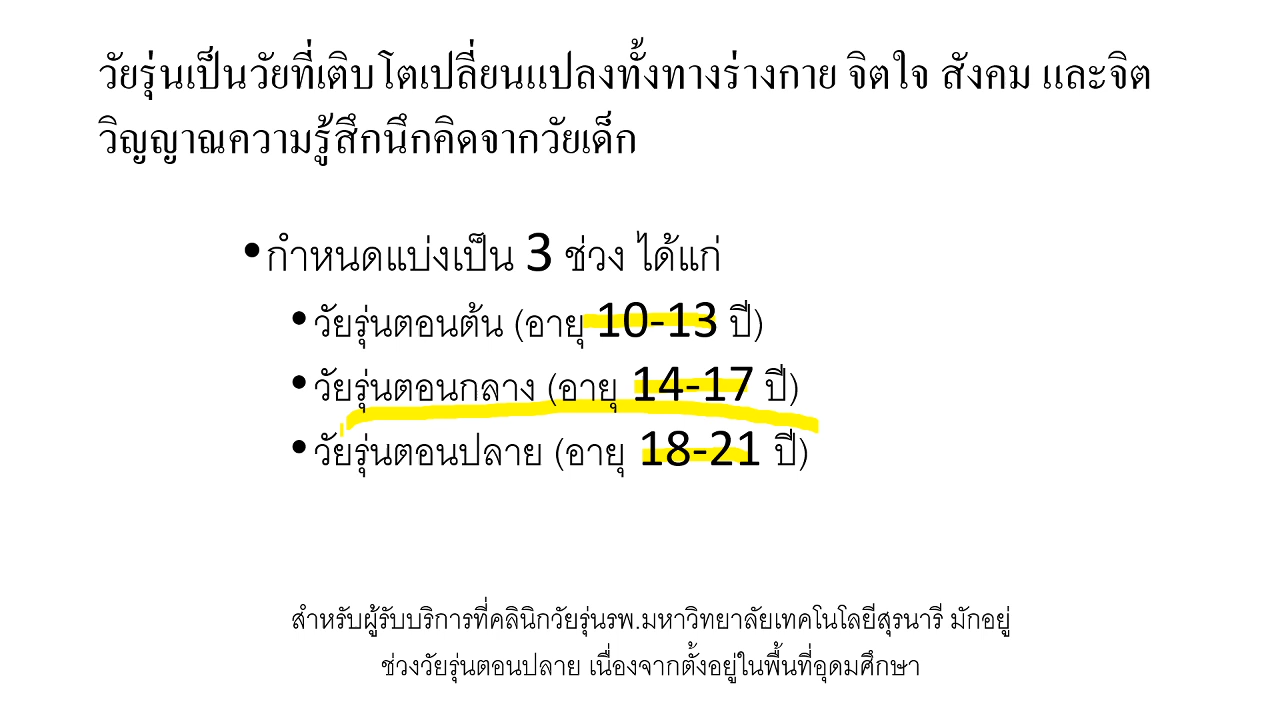 วัยรุ่นเป็นวัยที่เติบโตเปลี่ยนแปลงทั้งทางร่างกาย จิตใจ สังคม และจิต
วิญญาณความรู้สึกนึกคิดจากวัยเด็ก
•กำหนดแบ่งเป็น 3 ช่วง ได้แก่
•วัยรุ่นตอนต้น (อายุ 10-13 ปี)
•วัยรุ่นตอนกลาง (อายุ 14-17 ปี)
•วัยรุ่นตอนปลาย (อายุ 18-21 ปี)
สำหรับผู้รับบริการที่คลินิกวัยรุ่นรพ.มหาวิทยาลัยเทคโนโลยีสุรนารี มักอยู่
ช่วงวัยรุ่นตอนปลาย เนื่องจากตั้งอยู่ในพื้นที่อุดมศึกษา